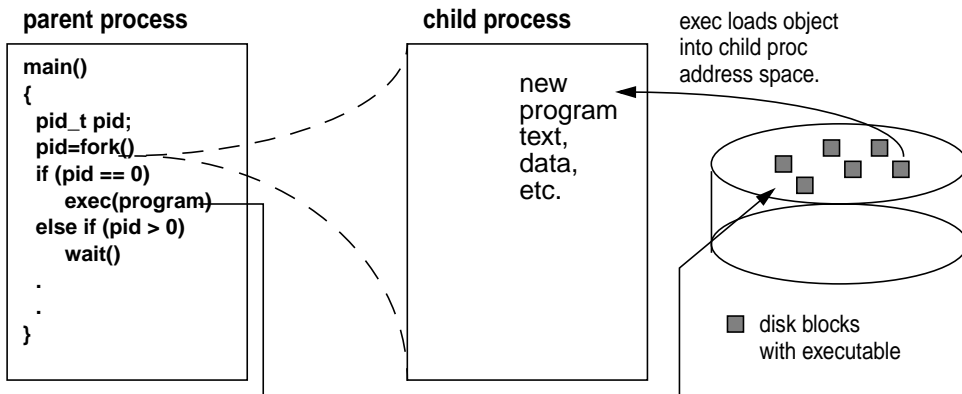 parent process
main()
{
pid_t pid;
pid=fork()
if (pid == 0)
exec(program)
else if (pid > 0)
wait()
.
.
}
child process
new
program
text,
data,
etc.
exec loads object
into child proc
address space.
disk blocks
with executable